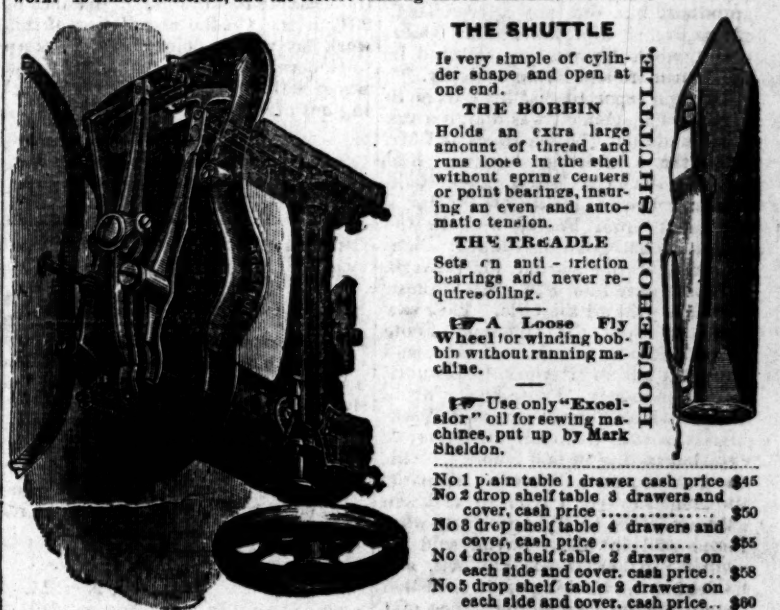 THE SHUTTLE
Is very simple of cylin-
der shape and open at
one end.
THE BOBBIN
Holds an extra large
amount of thread and
runs loose in the shell
without spring centers
or point bearings, insur-
ing an even and auto-
matic tension.
THE TREADLE
Sets on anti - friction
bearings and never re-
quires oiling.
☞ A Loose Fly
Wheel for winding bob-
bin without running ma-
chine.
☞ Use only "Excel-
sior" oil for sewing ma-
chines, put up by Mark
Sheldon.
HOUSEHOLD SHUTTLE.
No 1 plain table 1 drawer cash price $45
No 2 drop shelf table 3 drawers and
cover, cash price ................ $50
No 3 drop shelf table 4 drawers and
cover, cash price ................ $55
No 4 drop shelf table 2 drawers on
each side and cover. cash price.. $58
No 5 drop shelf table 2 drawers on
each side and cover. cash price.. $60